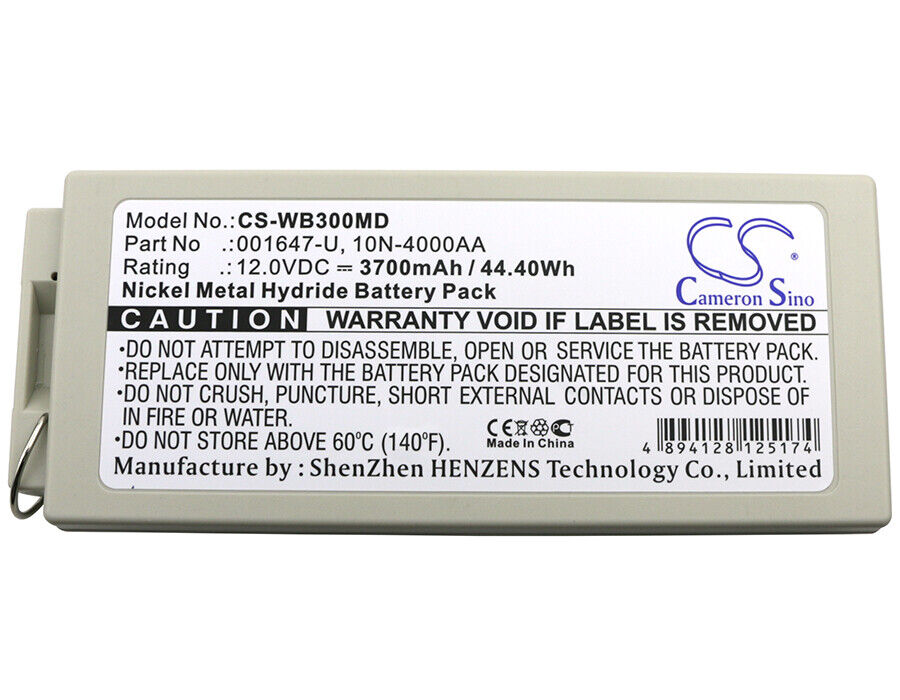 Model No.:CS-WB300MD
Part No .:001647-U, 10N-4000AA
Rating .:12.0VDC ⎓ 3700mAh / 44.40Wh
Nickel Metal Hydride Battery Pack
CS
®
Cameron Sino
CAUTION WARRANTY VOID IF LABEL IS REMOVED
•DO NOT ATTEMPT TO DISASSEMBLE, OPEN OR SERVICE THE BATTERY PACK.
•REPLACE ONLY WITH THE BATTERY PACK DESIGNATED FOR THIS EQUIPMENT.
•DO NOT CRUSH, PUNCTURE, SHORT EXTERNAL CONTACTS OR DISPOSE OF
IN FIRE OR WATER.
•DO NOT STORE ABOVE 60°C (140°F).
CE
Made In China
4 894128 125174
Manufacture by : ShenZhen HENZENS Technology Co., Limited